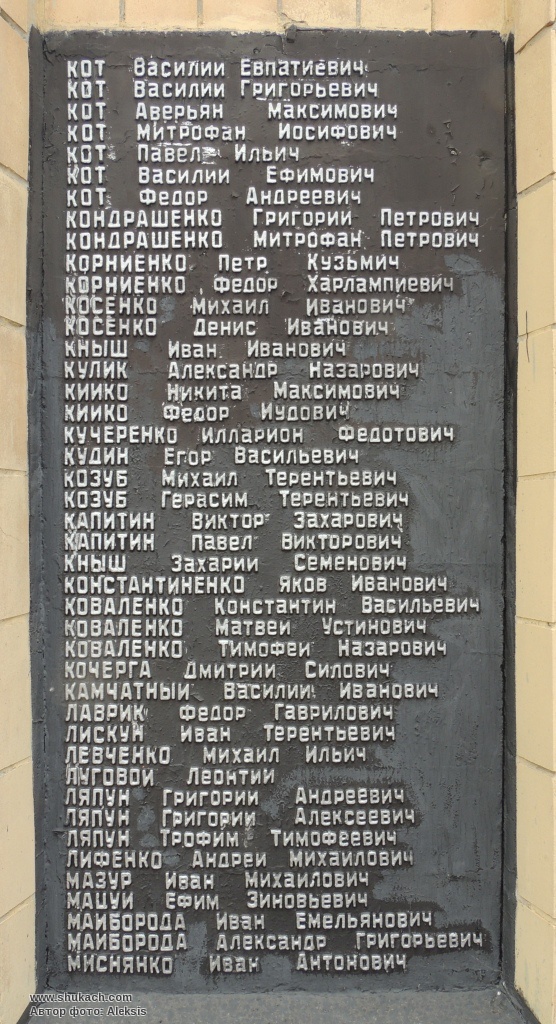 КОТ Василии Евпатиевич
КОТ Василии Григорьевич
КОТ Аверьян Максимович
КОТ Митрофан Иосифович
КОТ Павел Ильич
КОТ Василии Ефимович
КОТ Федор Андреевич
КОНДРАШЕНКО Григории Петрович
КОНДРАШЕНКО Митрофан Петрович
КОРНИЕНКО Петр Кузьмич
КОРНИЕНКО Федор Харлампиевич
КОСЕНКО Михаил Иванович
КОСЕНКО Денис Иванович
КНЫШ Иван Иванович
КУЛИК Александр Назарович
КИИКО Никита Максимович
КИИКО Федор Иудович
КУЧЕРЕНКО Илларион Федотович
КУДИН Егор Васильевич
КОЗУБ Михаил Терентьевич
КОЗУБ Герасим Терентьевич
КАПИТИН Виктор Захарович
КАПИТИН Павел Викторович
КНЫШ Захарии Семенович
КОНСТАНТИНЕНКО Яков Иванович
КОВАЛЕНКО Константин Васильевич
КОВАЛЕНКО Матвеи Устинович
КОВАЛЕНКО Тимофеи Назарович
КОЧЕРГА Дмитрии Силович
КАМЧАТНЫИ Василии Иванович
ЛАВРИК Федор Гаврилович
ЛИСКУН Иван Терентьевич
ЛЕВЧЕНКО Михаил Ильич
ЛУГОВОИ Леонтии
ЛЯПУН Григории Андреевич
ЛЯПУН Григории Алексеевич
ЛЯПУН Трофим Тимофеевич
ЛИФЕНКО Андреи Михайлович
МАЗУР Иван Михаилович
МАЦУИ Ефим Зиновьевич
МАИБОРОДА Иван Емельянович
МАИБОРОДА Александр Григорьевич
МИСНЯНКО Иван Антонович
www.shukach.com
Автор фото: Aleksis